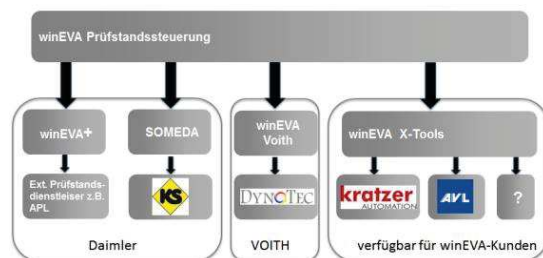 winEVA Prüfstandssteuerung
winEVA+
SOMEDA
winEVA
Voith
winEVA X-Tools
Ext. Prüfstands-
dienstleiser z.B.
APL
KS
DYNOTEC
kratzer
AUTOMATION
AVL
?
Daimler
VOITH
verfügbar für winEVA-Kunden